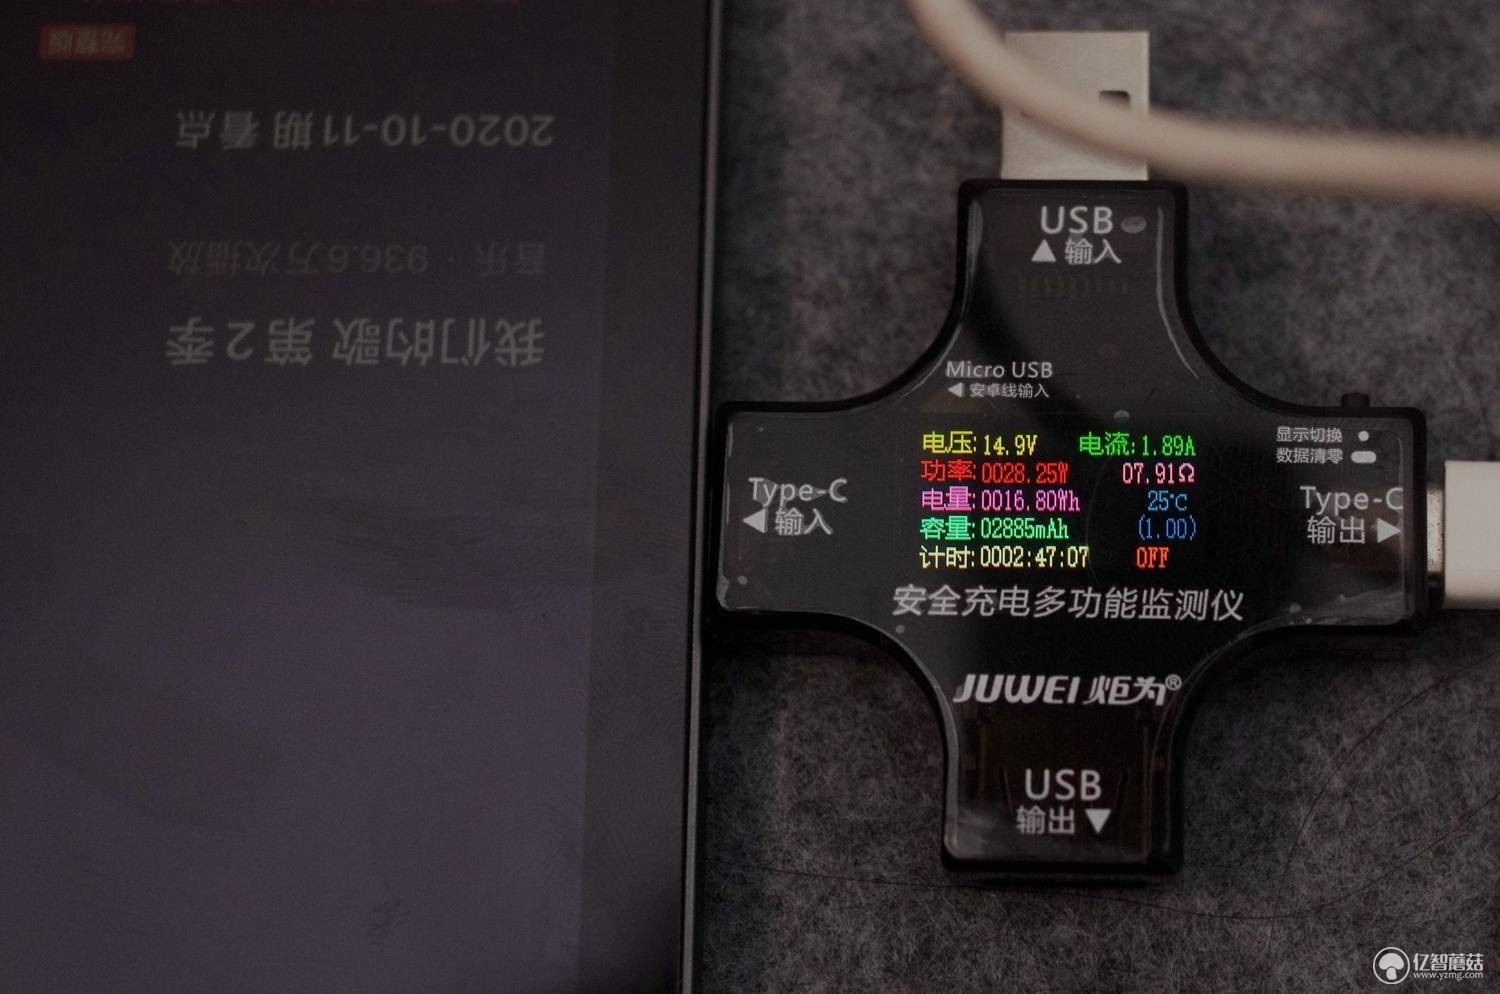 完整版
2020-10-11期看点
音乐 · 936.6万次播放
我们的歌 第2季
USB
▲输入
Micro USB
◀安卓线输入
电压:14.9V 电流:1.89A
功率:0028.25W 07.91Ω
电量:0016.80Wh 25℃
容量:02885mAh (1.00)
计时:0002:47:07 OFF
显示切换 ●
数据清零
Type-C
◀输入
Type-C
输出▶
安全充电多功能监测仪
JUWEI 炬为®
USB
输出▼
亿智蘑菇
www.yzmg.com